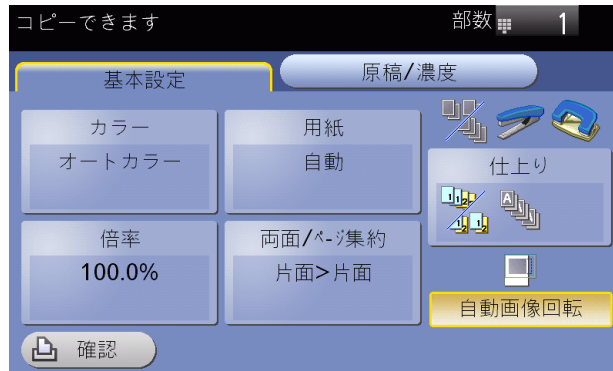 コピーできます 部数 1
基本設定 原稿/濃度
カラー
オートカラー
用紙
自動
仕上り
倍率
100.0%
両面/ﾍﾟｰｼﾞ集約
片面>片面
自動画像回転
確認